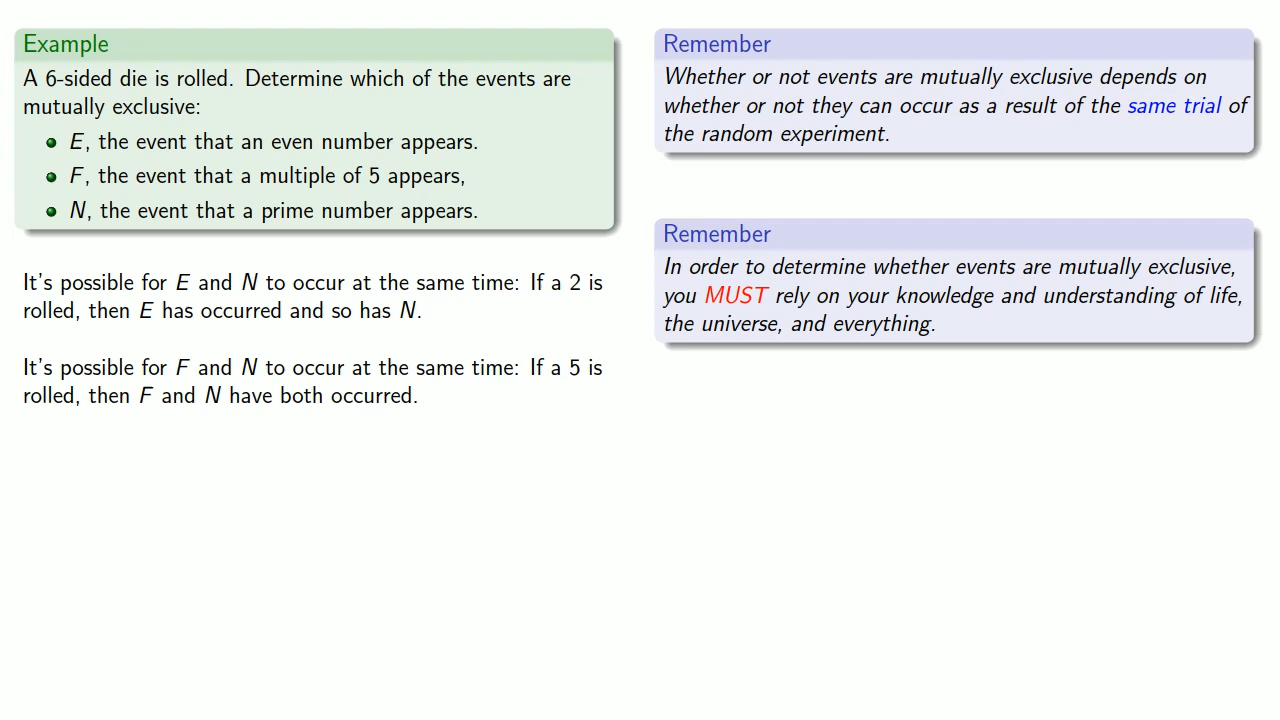 Example
A 6-sided die is rolled. Determine which of the events are
mutually exclusive:
E, the event that an even number appears.
F, the event that a multiple of 5 appears,
N, the event that a prime number appears.
It's possible for E and N to occur at the same time: If a 2 is
rolled, then E has occurred and so has N.
It's possible for F and N to occur at the same time: If a 5 is
rolled, then F and N have both occurred.
Remember
Whether or not events are mutually exclusive depends on
whether or not they can occur as a result of the same trial of
the random experiment.
Remember
In order to determine whether events are mutually exclusive,
you MUST rely on your knowledge and understanding of life,
the universe, and everything.